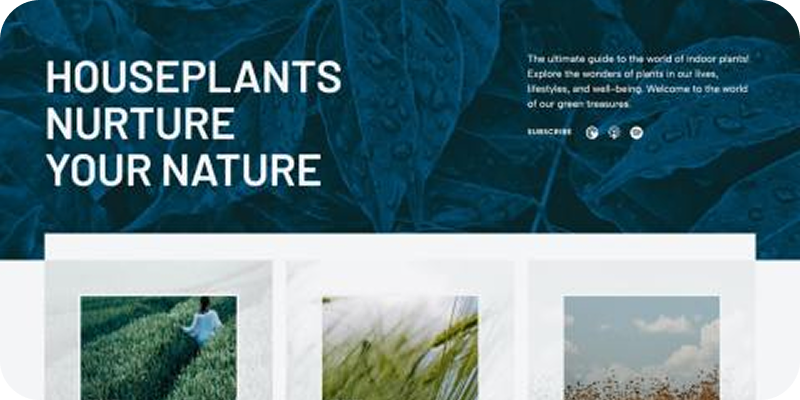 HOUSEPLANTS
NURTURE
YOUR NATURE
The ultimate guide to the world of indoor plants!
Explore the wonders of plants in our lives,
lifestyles, and well-being. Welcome to the world
of our green treasures.
SUBSCRIBE